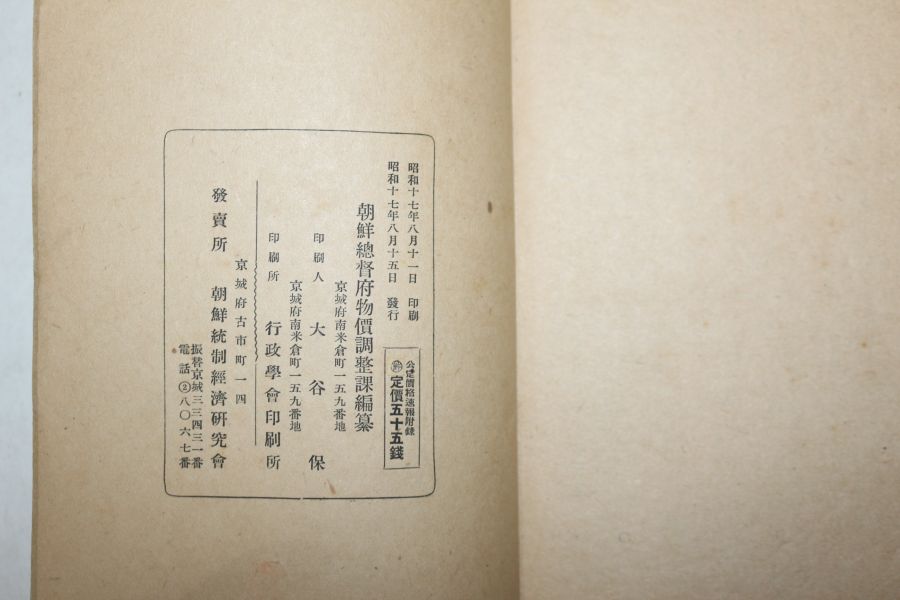 昭和十七年八月十一日 印刷
昭和十七年八月十五日 發行
公定價格速報附錄
定價五十五錢
朝鮮總督府物價調整課編纂
京城府南米倉町一五九番地
印刷人 大谷保
京城府南米倉町一五九番地
印刷所 行政學會印刷所
京城府古市町一四
發賣所 朝鮮統制經濟研究會
振替京城三三四三一番
電話②八〇六七番